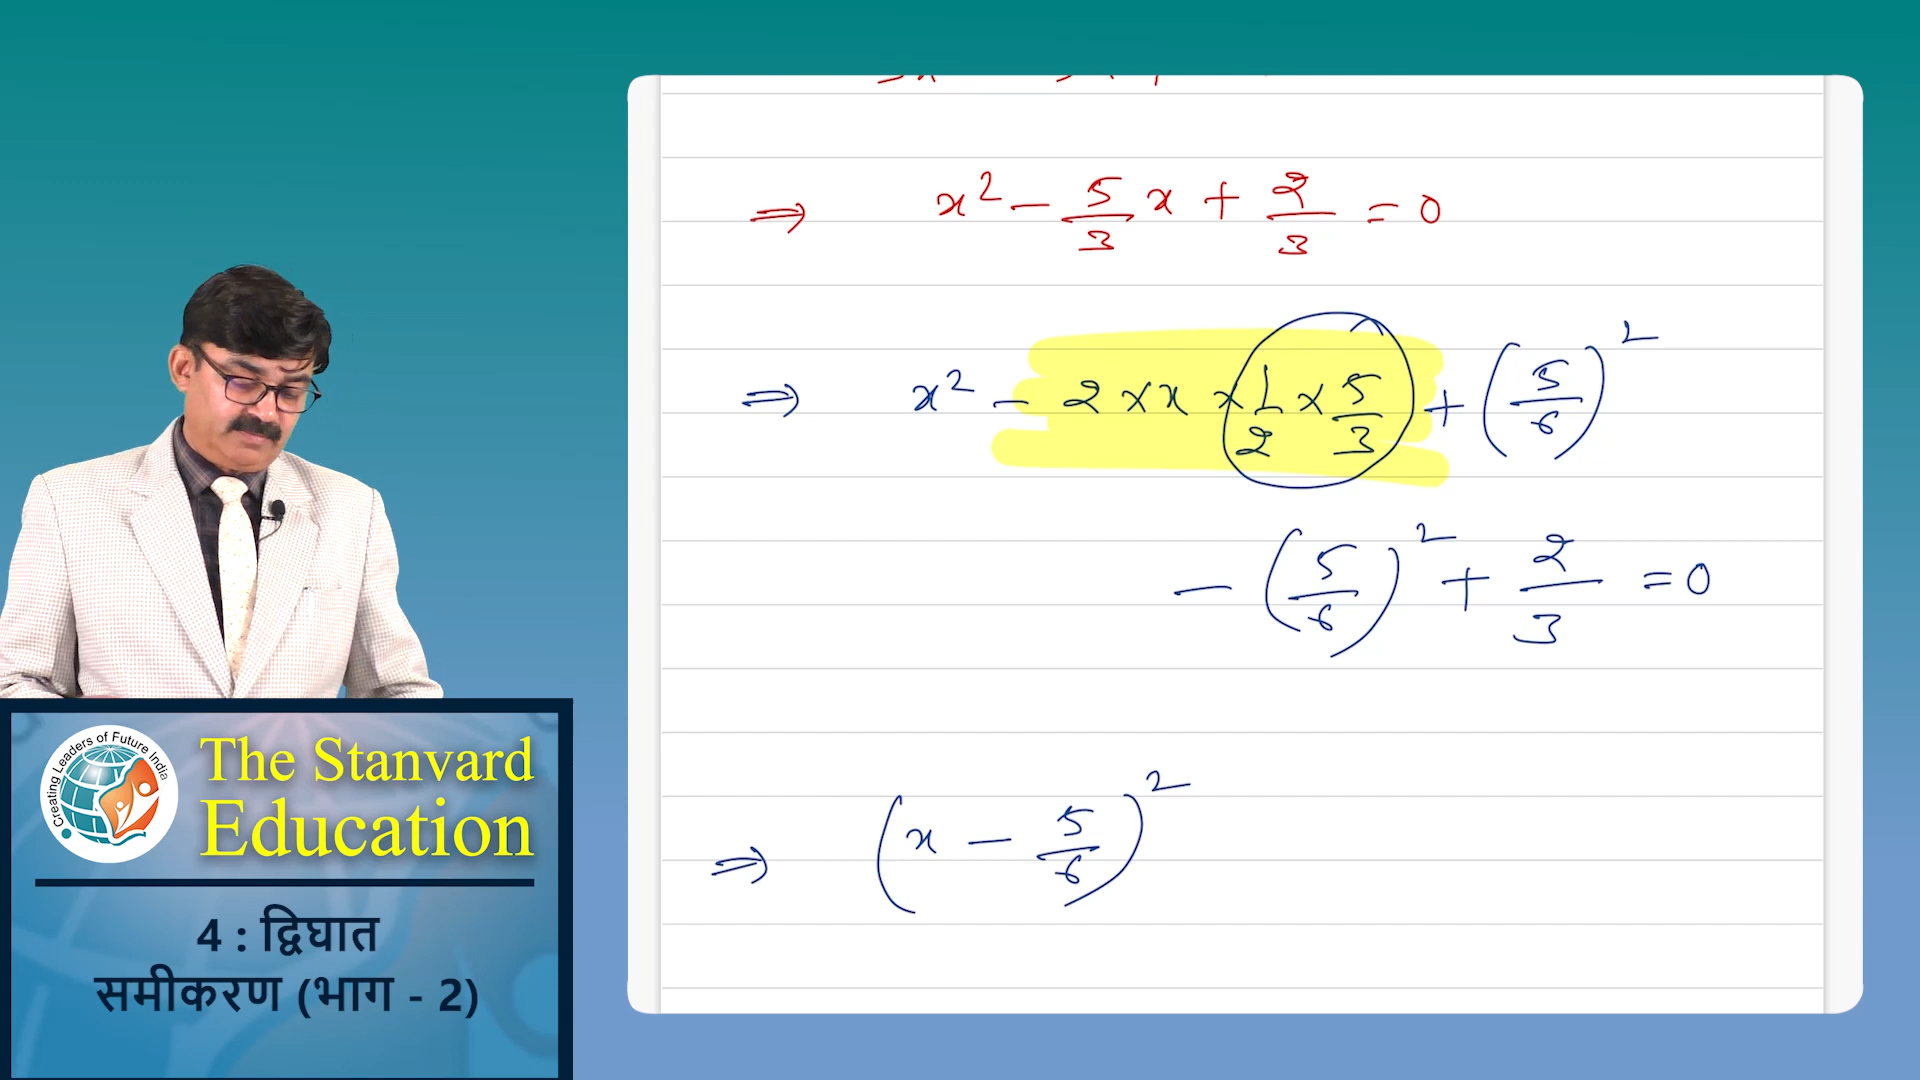 ⇒ x² - 5/3 x + 2/3 = 0
⇒ x² - 2 × x × 1/2 × 5/3 + (5/6)²
- (5/6)² + 2/3 = 0
⇒ (x - 5/6)²
Creating Leaders of Future India
The Stanvard
Education
4 : द्विघात
समीकरण (भाग - 2)